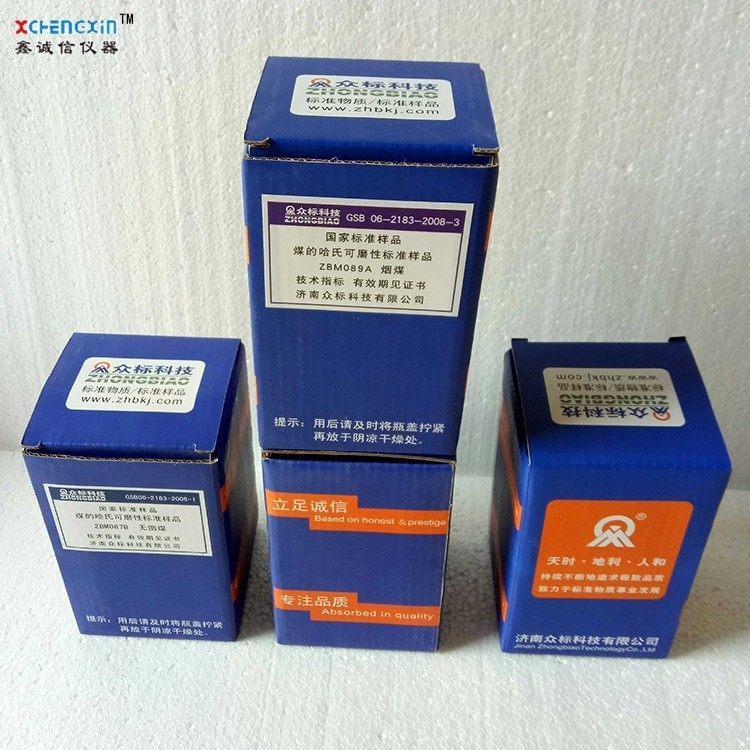 XCHENGXIN™
鑫诚信仪器
众标科技
ZHONGBIAO
标准物质/标准样品
www.zhbkj.com
众标科技
ZHONGBIAO
GSB 06-2183-2008-3
国家标准样品
煤的哈氏可磨性标准样品
ZBM089A 烟煤
技术指标 有效期见证书
济南众标科技有限公司
提示：用后请及时将瓶盖拧紧
再放于阴凉干燥处。
众标科技
ZHONGBIAO
标准物质/标准样品
www.zhbkj.com
众标科技
ZHONGBIAO
GSB06-2183-2008-1
国家标准样品
煤的哈氏可磨性标准样品
ZBM087B 无烟煤
技术指标 有效期见证书
济南众标科技有限公司
提示：用后请及时将瓶盖拧紧
再放于阴凉干燥处。
立足诚信
Based on honest & prestige
专注品质
Absorbed in quality
众标科技
ZHONGBIAO
标准物质/标准样品
www.zhbkj.com
天时·地利·人和
持续不断地追求极致品质
致力于标准物质事业发展
济南众标科技有限公司
Jinan ZhongbiaoTechnologyCo.,Ltd